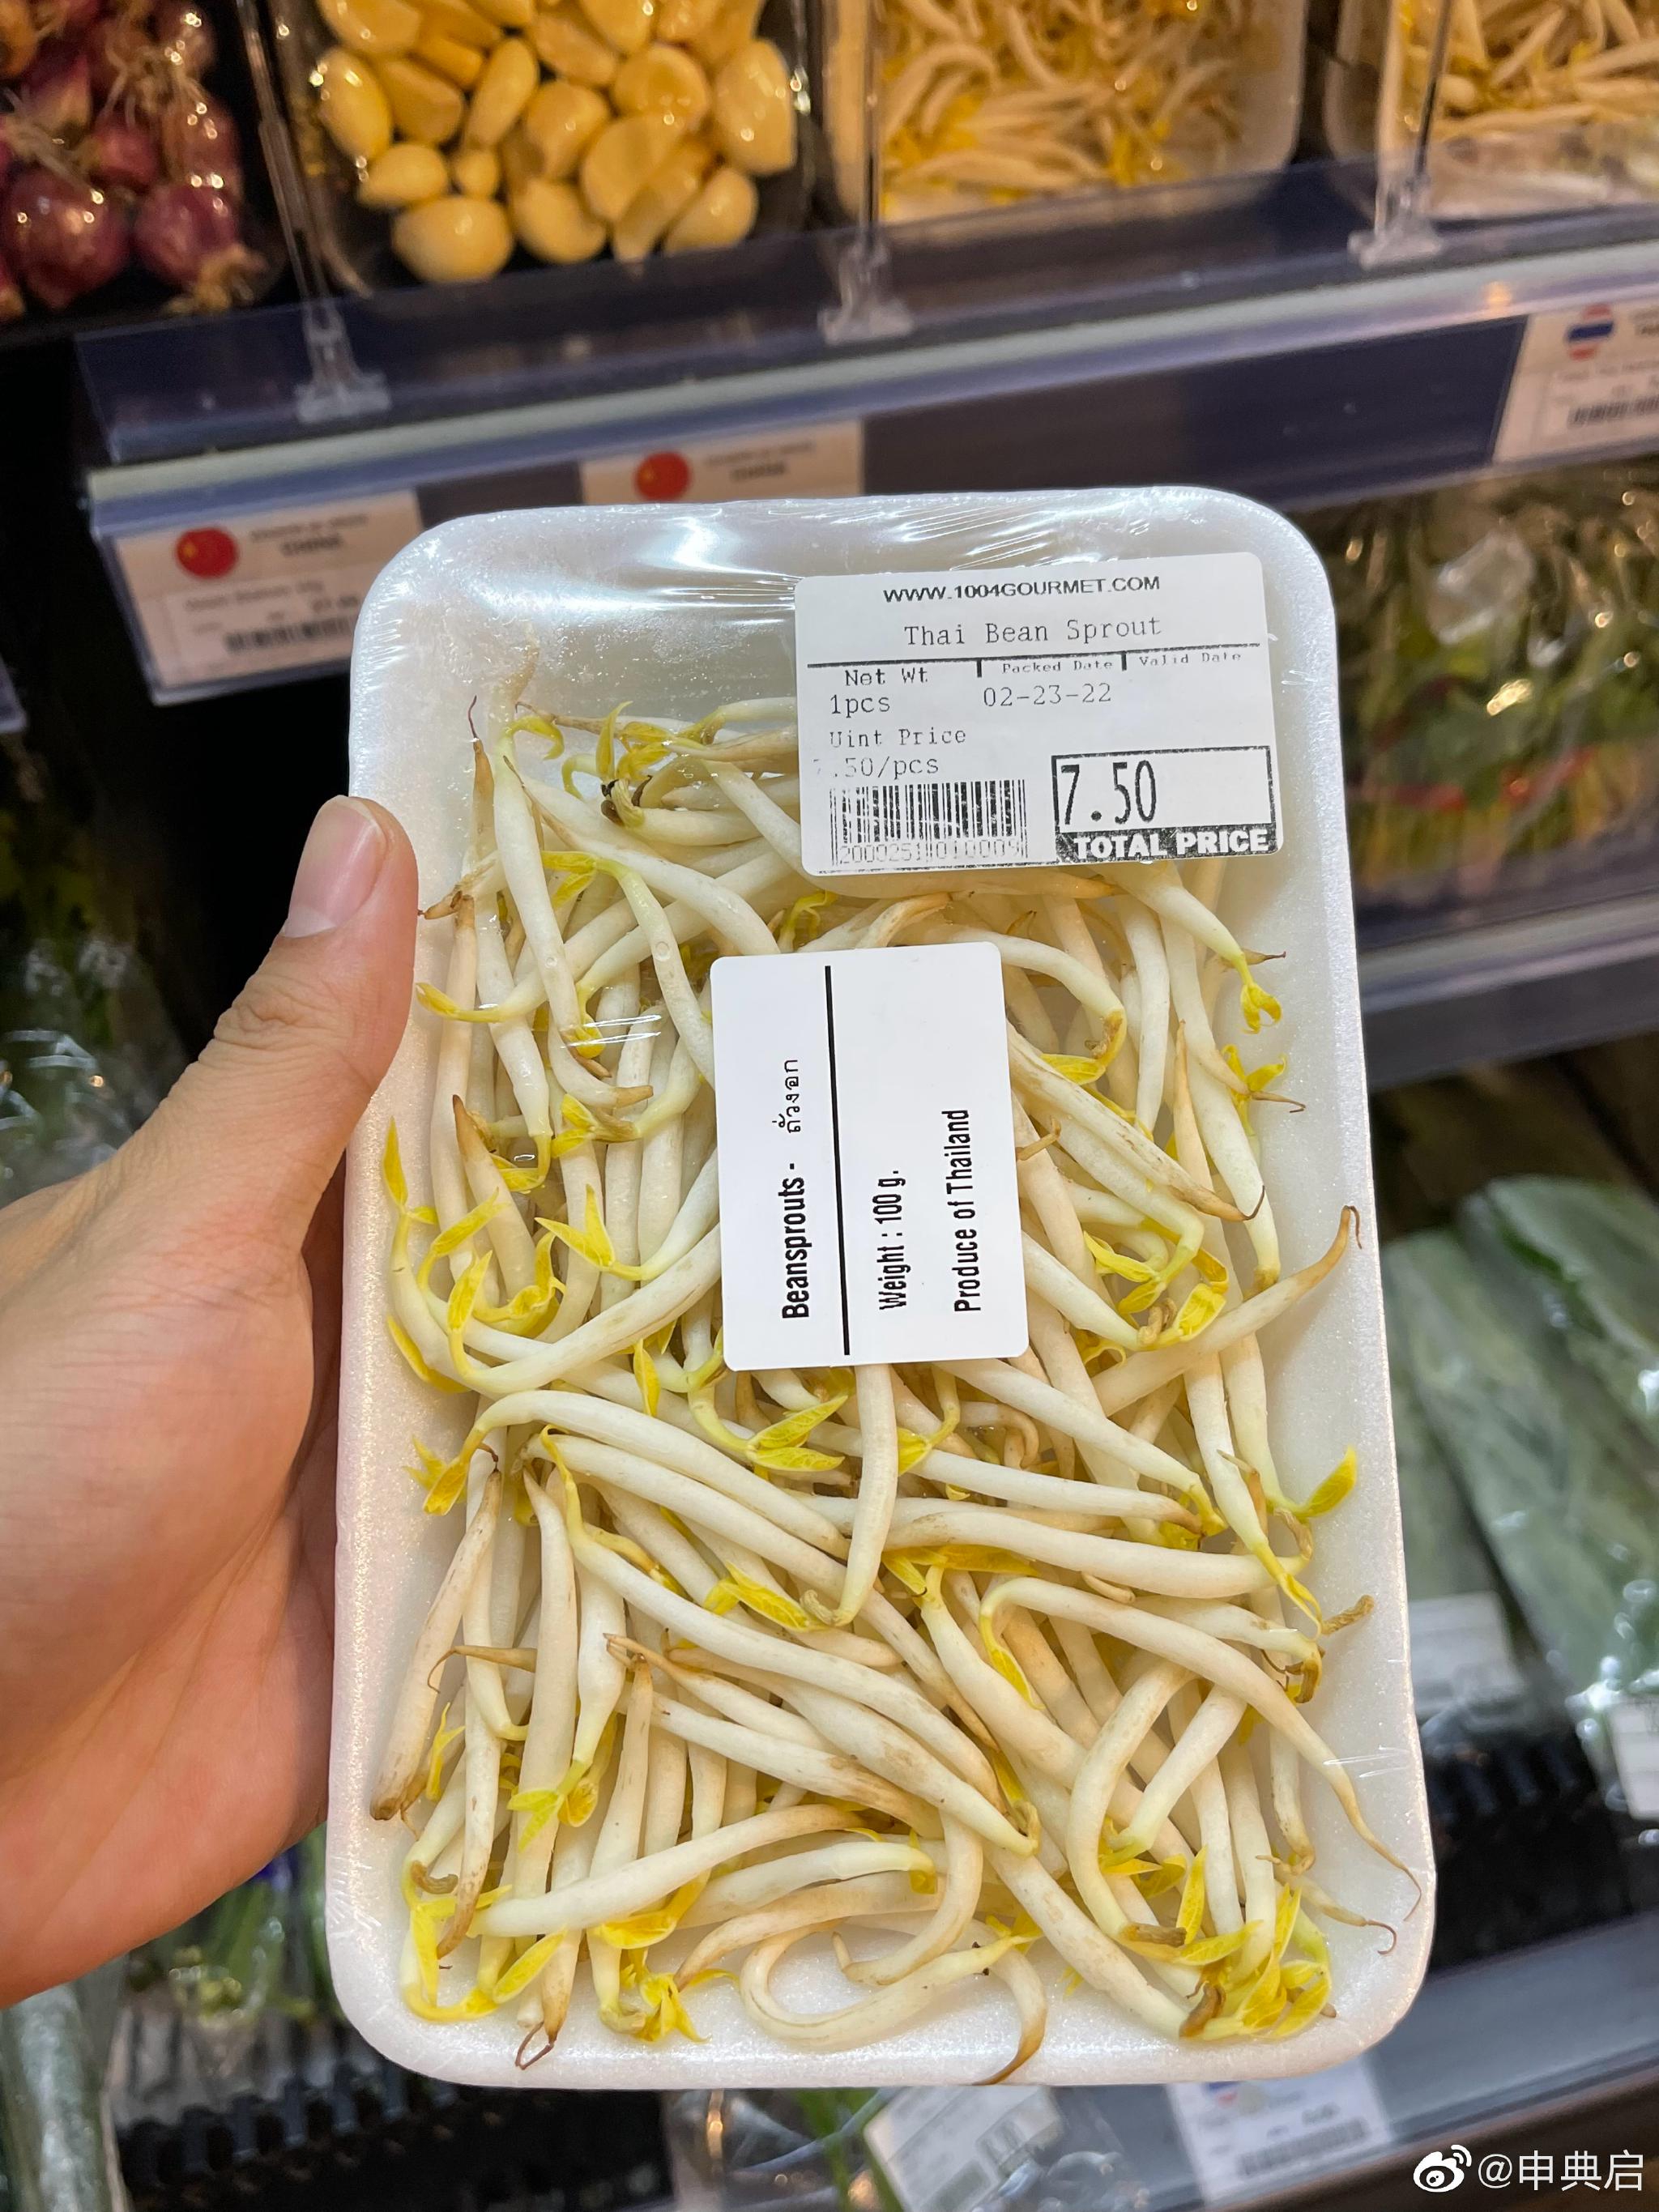 CHINA
CHINA
WWW.1004GOURMET.COM
Thai Bean Sprout
Net Wt
Packed Date
Valid Date
1pcs
02-23-22
Uint Price
.50/pcs
7.50
TOTAL PRICE
Beansprouts - ถั่วงอก
Weight : 100 g.
Produce of Thailand
@申典启